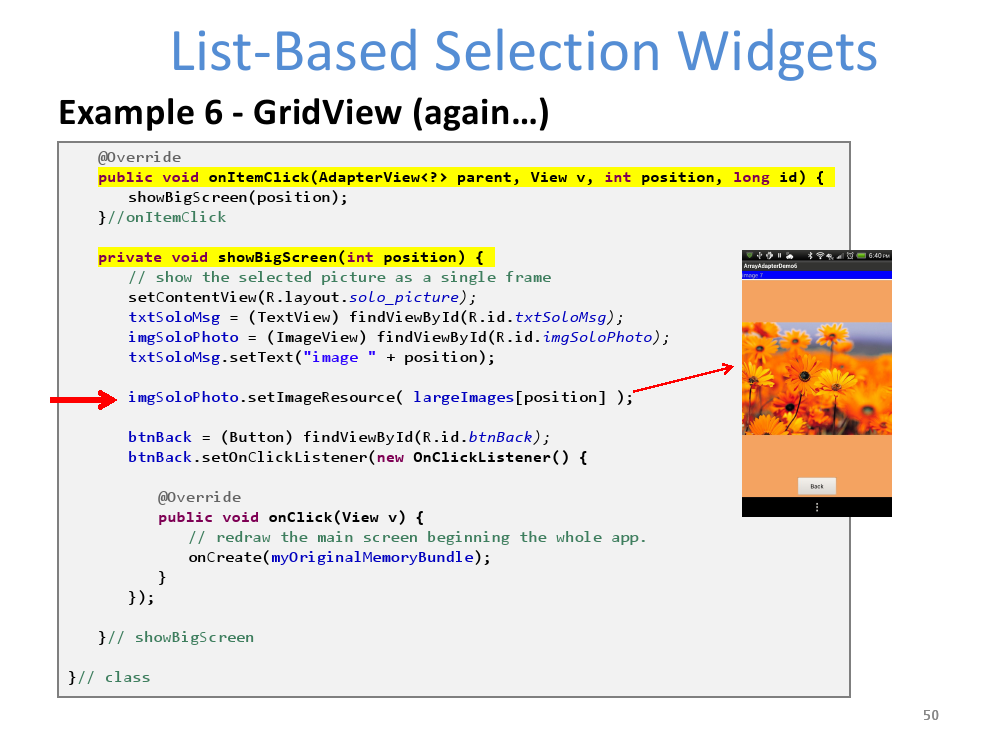 List-Based Selection Widgets
Example 6 - GridView (again…)
@Override
public void onItemClick(AdapterView<?> parent, View v, int position, long id) {
showBigScreen(position);
}//onItemClick
private void showBigScreen(int position) {
// show the selected picture as a single frame
setContentView(R.layout.solo_picture);
txtSoloMsg = (TextView) findViewById(R.id.txtSoloMsg);
imgSoloPhoto = (ImageView) findViewById(R.id.imgSoloPhoto);
txtSoloMsg.setText("image " + position);
imgSoloPhoto.setImageResource( largeImages[position] );
btnBack = (Button) findViewById(R.id.btnBack);
btnBack.setOnClickListener(new OnClickListener() {
@Override
public void onClick(View v) {
// redraw the main screen beginning the whole app.
onCreate(myOriginalMemoryBundle);
}
});
}// showBigScreen
}// class
6:40 PM
ArrayAdapterDemo6
image 7
Back
50